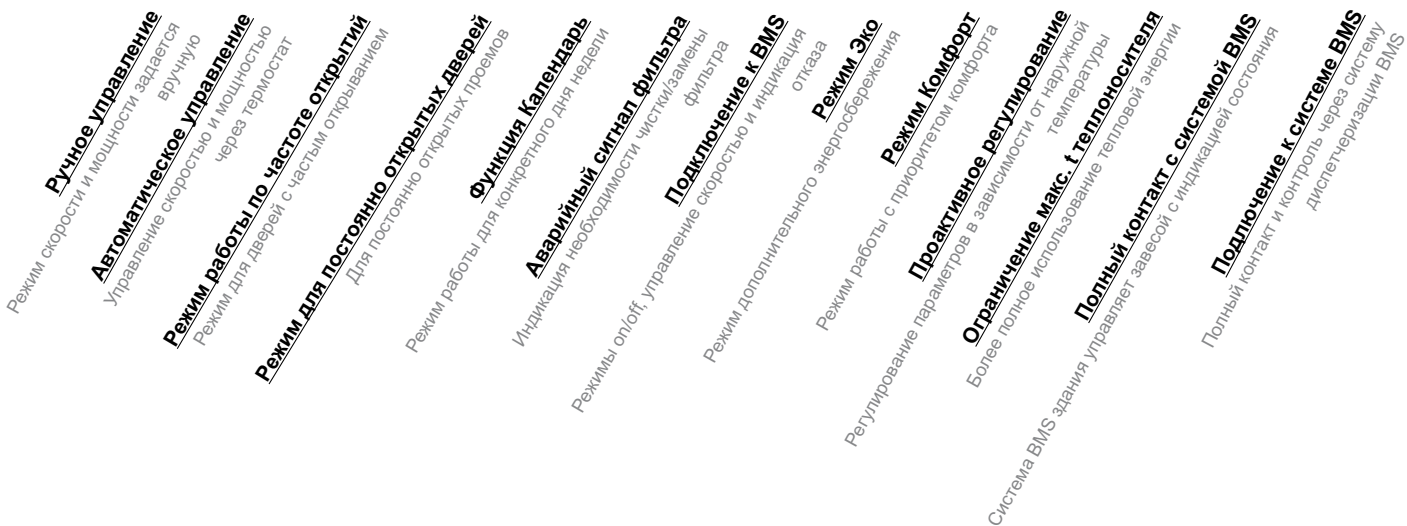 Ручное управление
Режим скорости и мощности задается
вручную
Автоматическое управление
Управление скоростью и мощностью
через термостат
Режим работы по частоте открытий
Режим для дверей с частым открыванием
Режим для постоянно открытых дверей
Для постоянно открытых проемов
Функция Календарь
Режим работы для конкретного дня недели
Аварийный сигнал фильтра
Индикация необходимости чистки/замены
фильтра
Подключение к BMS
Режимы on/off, управление скоростью и индикация
отказа
Режим Эко
Режим дополнительного энергосбережения
Режим Комфорт
Режим работы с приоритетом комфорта
Проактивное регулирование
Регулирование параметров в зависимости от наружной
температуры
Ограничение макс. t теплоносителя
Более полное использование тепловой энергии
Полный контакт с системой BMS
Система BMS здания управляет завесой с индикацией состояния
Подлючение к системе BMS
Полный контакт и контроль через систему
диспетчеризации BMS